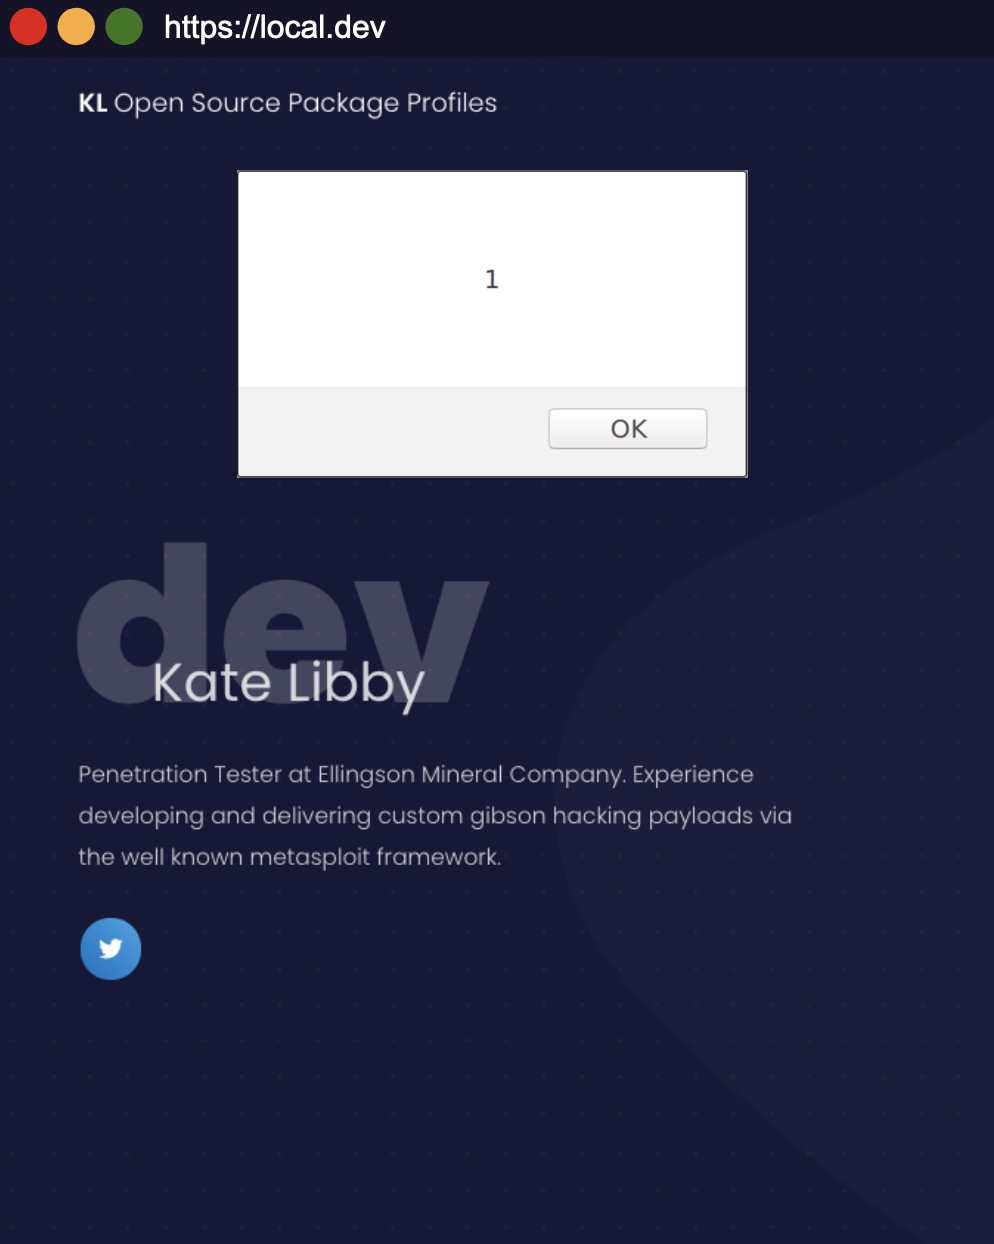 https://local.dev
KL Open Source Package Profiles
1
OK
dev
Kate Libby
Penetration Tester at Ellingson Mineral Company. Experience
developing and delivering custom gibson hacking payloads via
the well known metasploit framework.